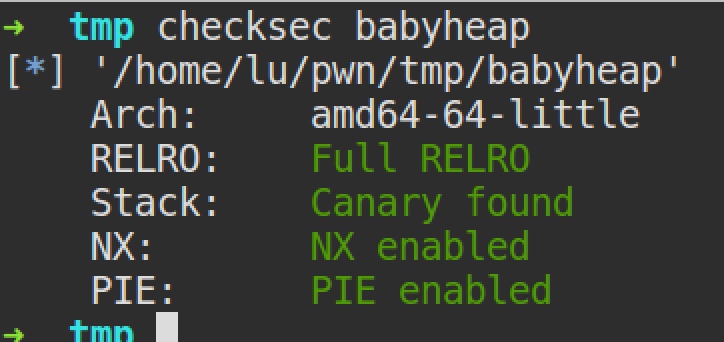 → tmp checksec babyheap
[*] '/home/lu/pwn/tmp/babyheap'
Arch: amd64-64-little
RELRO: Full RELRO
Stack: Canary found
NX: NX enabled
PIE: PIE enabled
→ tmp